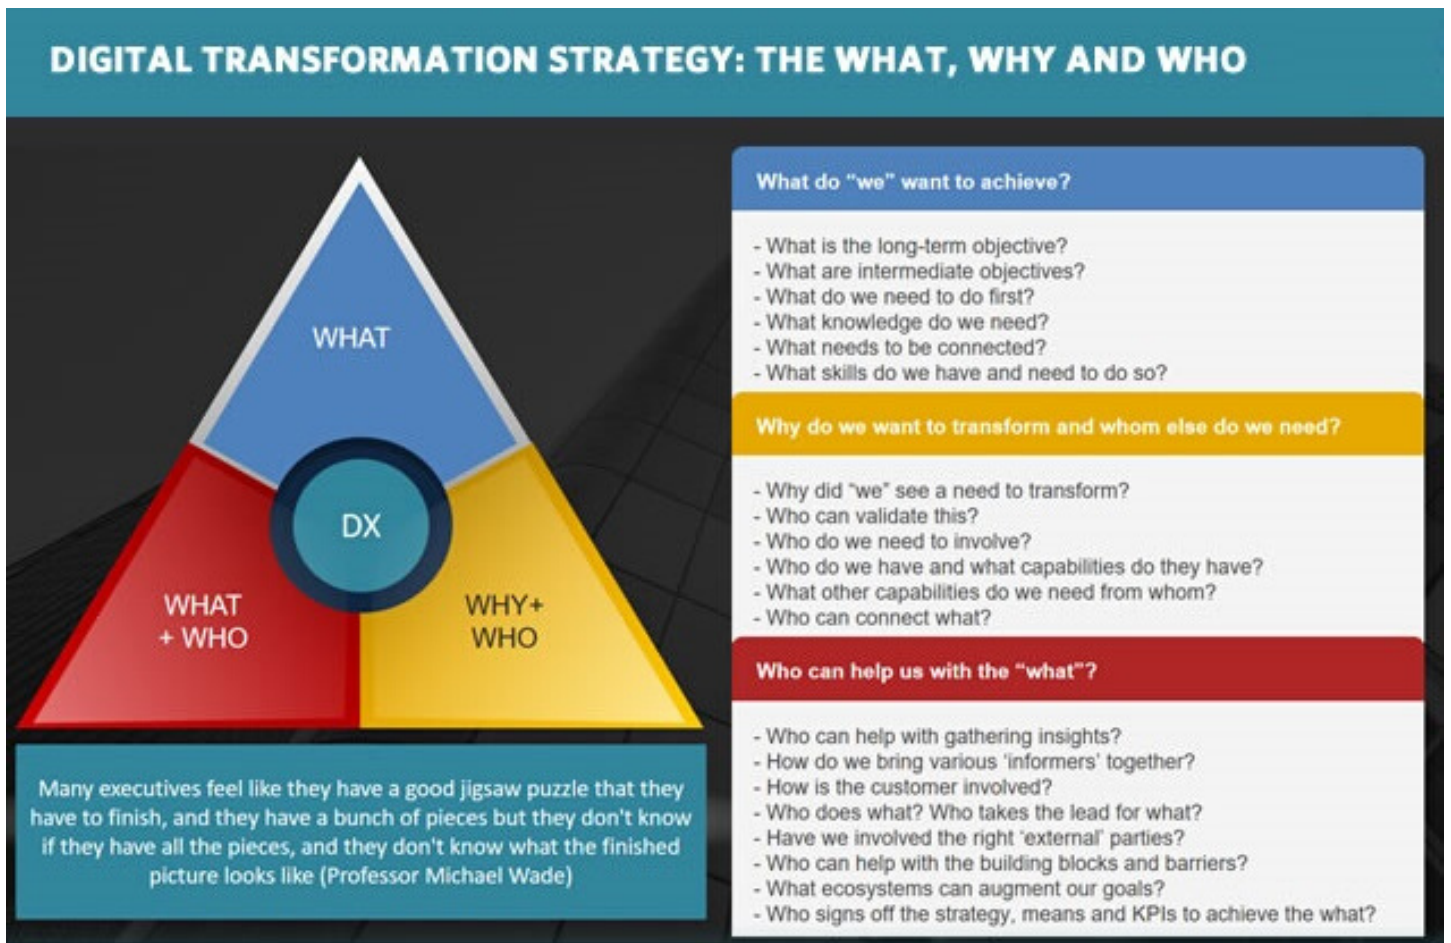 DIGITAL TRANSFORMATION STRATEGY: THE WHAT, WHY AND WHO
WHAT
DX
WHAT
+ WHO
WHY+
WHO
Many executives feel like they have a good jigsaw puzzle that they
have to finish, and they have a bunch of pieces but they don't know
if they have all the pieces, and they don't know what the finished
picture looks like (Professor Michael Wade)
What do “we” want to achieve?
- What is the long-term objective?
- What are intermediate objectives?
- What do we need to do first?
- What knowledge do we need?
- What needs to be connected?
- What skills do we have and need to do so?
Why do we want to transform and whom else do we need?
- Why did “we” see a need to transform?
- Who can validate this?
- Who do we need to involve?
- Who do we have and what capabilities do they have?
- What other capabilities do we need from whom?
- Who can connect what?
Who can help us with the “what”?
- Who can help with gathering insights?
- How do we bring various ‘informers’ together?
- How is the customer involved?
- Who does what? Who takes the lead for what?
- Have we involved the right ‘external’ parties?
- Who can help with the building blocks and barriers?
- What ecosystems can augment our goals?
- Who signs off the strategy, means and KPIs to achieve the what?